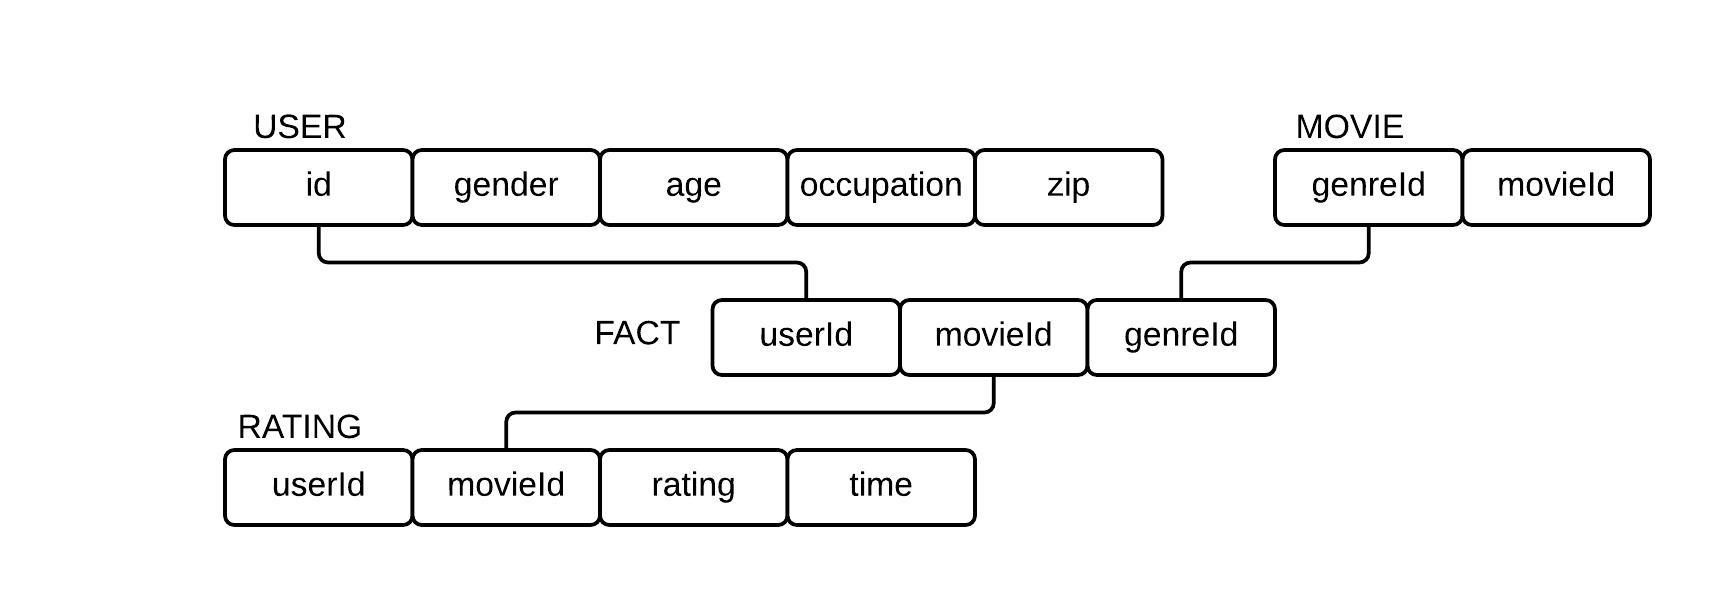 USER
id gender age occupation zip
MOVIE
genreId movieId
FACT
userId movieId genreId
RATING
userId movieId rating time